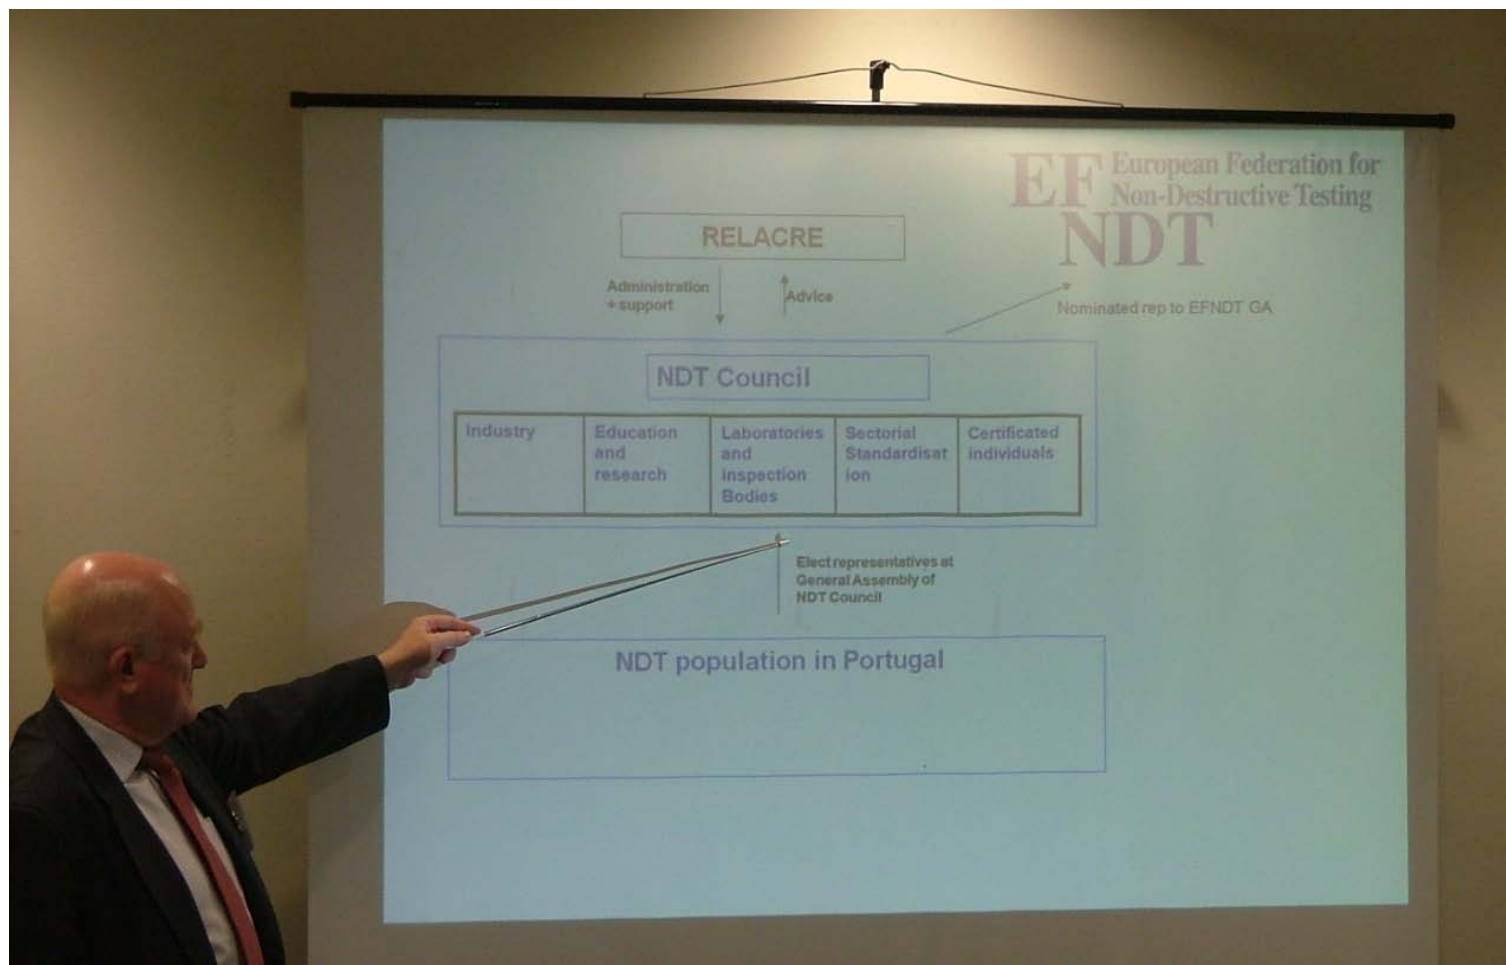 EF European Federation for
Non-Destructive Testing
NDT
RELACRE
Administration
+ support
Advice
Nominated rep to EFNDT GA
NDT Council
Industry
Education
and
research
Laboratories
and
Inspection
Bodies
Sectorial
Standardisat
ion
Certificated
individuals
Elect representatives at
General Assembly of
NDT Council
NDT population in Portugal